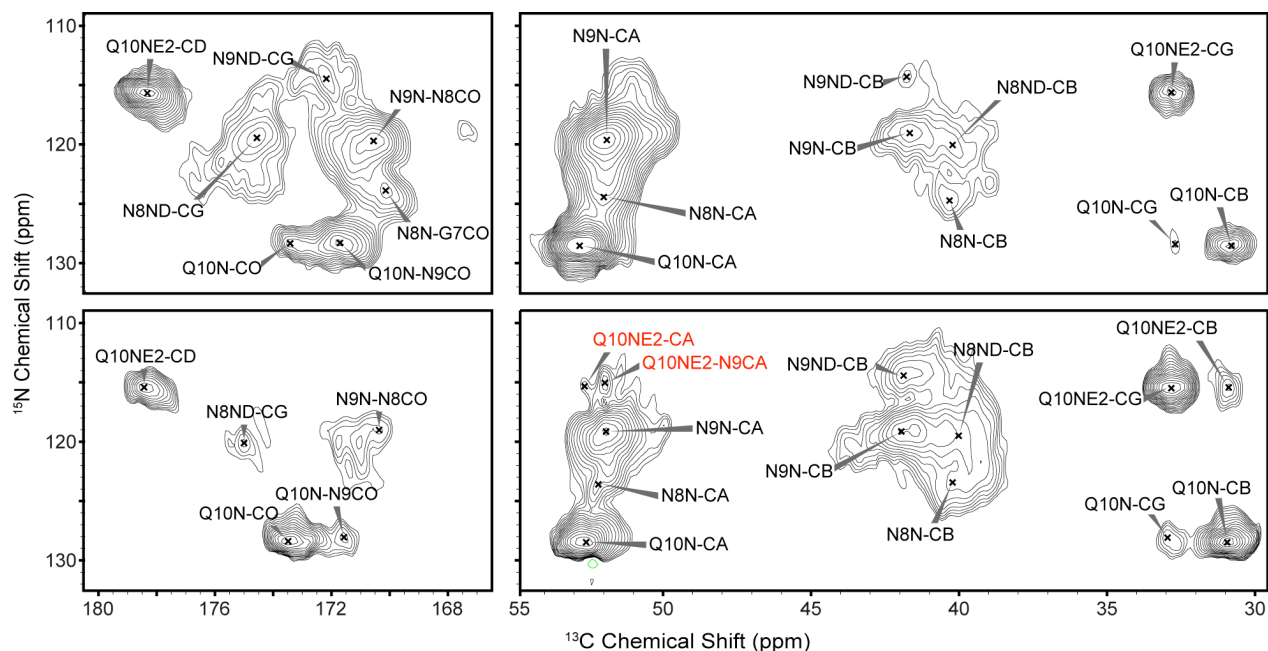 110
120
130
Q10NE2-CD
N9ND-CG
N9N-N8CO
N8ND-CG
N8N-G7CO
Q10N-CO
Q10N-N9CO
N9N-CA
N8N-CA
Q10N-CA
N9ND-CB
N8ND-CB
N9N-CB
N8N-CB
Q10NE2-CG
Q10N-CG
Q10N-CB
15N Chemical Shift (ppm)
110
120
130
Q10NE2-CD
N8ND-CG
N9N-N8CO
Q10N-CO
Q10N-N9CO
Q10NE2-CA
Q10NE2-N9CA
N9N-CA
N8N-CA
Q10N-CA
N9ND-CB
N8ND-CB
N9N-CB
N8N-CB
Q10NE2-CB
Q10NE2-CG
Q10N-CG
Q10N-CB
180 175 170 55 50 45 40 35 30
13C Chemical Shift (ppm)